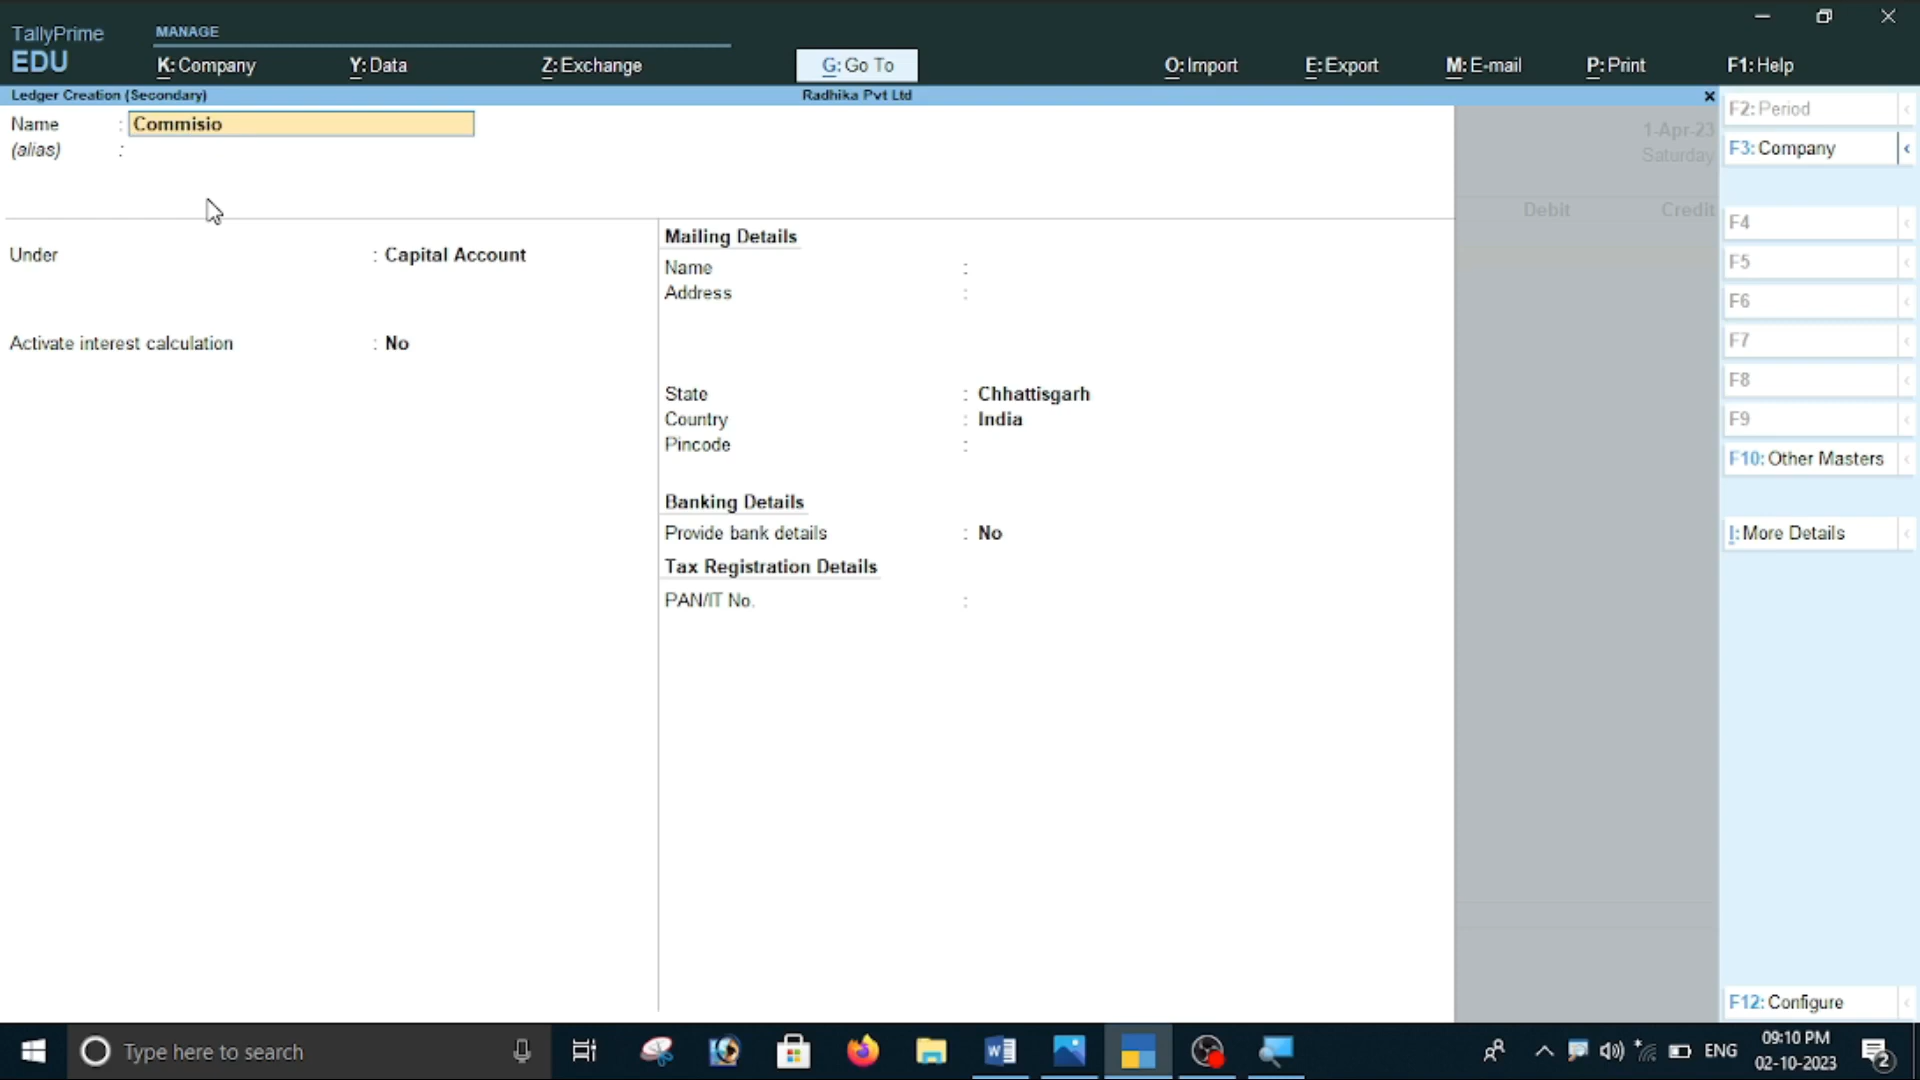 TallyPrime
EDU
MANAGE
K: Company
Y: Data
Z: Exchange
G: Go To
O: Import
E: Export
M: E-mail
P: Print
F1: Help
Ledger Creation (Secondary)
Radhika Pvt Ltd
Name : Commisio
(alias) :
1-Apr-23
Saturday
Debit Credit
Under : Capital Account
Activate interest calculation : No
Mailing Details
Name :
Address :
State : Chhattisgarh
Country : India
Pincode :
Banking Details
Provide bank details : No
Tax Registration Details
PAN/IT No. :
F2: Period
F3: Company
F4
F5
F6
F7
F8
F9
F10: Other Masters
I: More Details
F12: Configure
Type here to search
ENG
09:10 PM
02-10-2023
2